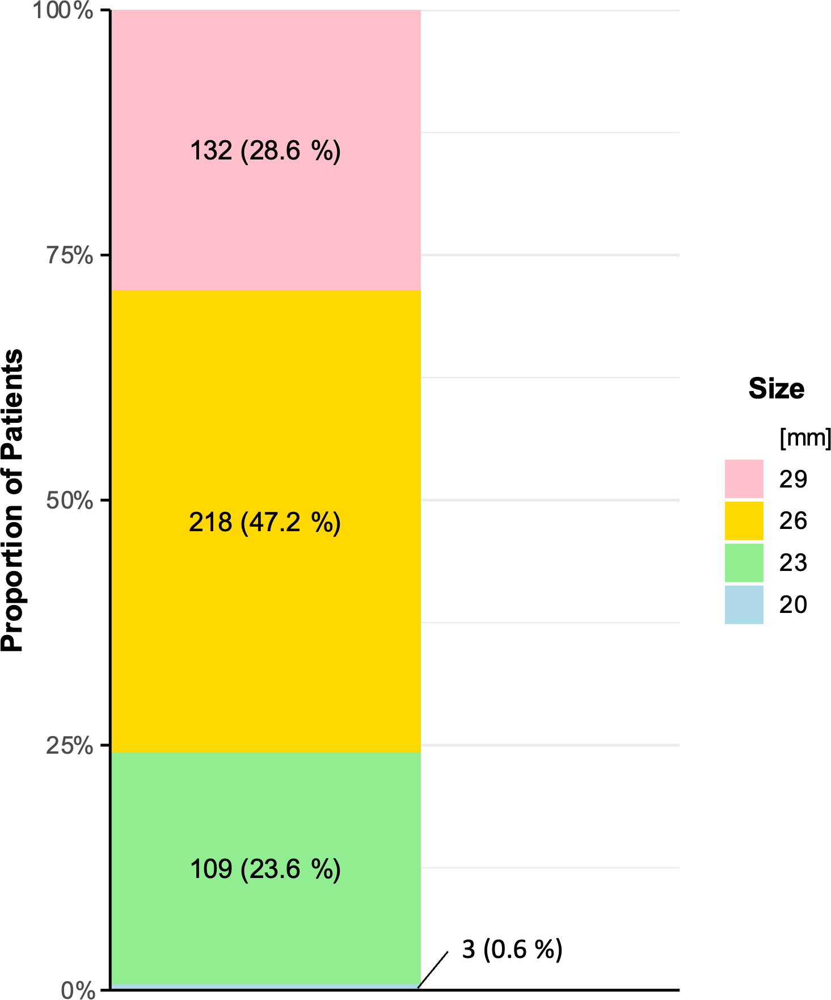 100%
132 (28.6 %)
75%
218 (47.2 %)
50%
109 (23.6 %)
25%
3 (0.6 %)
0%
Proportion of Patients
Size
[mm]
29
26
23
20